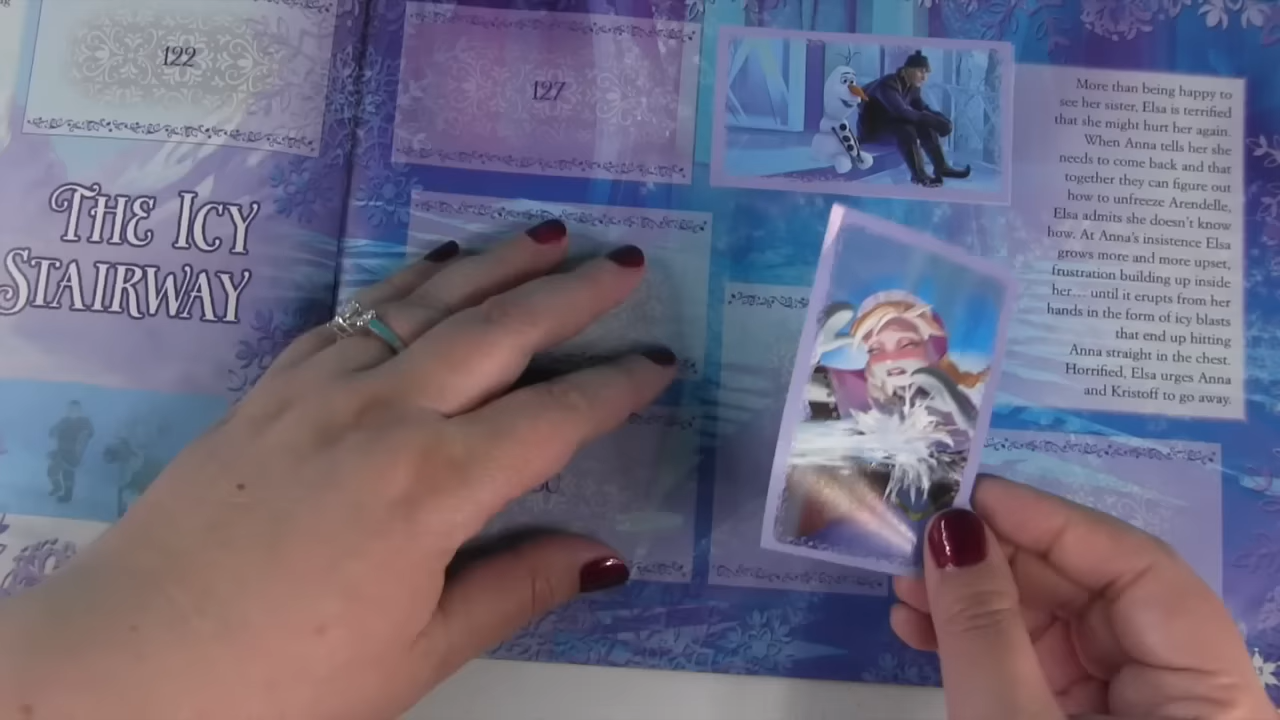 122
127
THE ICY
STAIRWAY
More than being happy to
see her sister, Elsa is terrified
that she might hurt her again.
When Anna tells her she
needs to come back and that
together they can figure out
how to unfreeze Arendelle,
Elsa admits she doesn't know
how. At Anna's insistence Elsa
grows more and more upset,
frustration building up inside
her... until it erupts from her
hands in the form of icy blasts
that end up hitting
Anna straight in the chest.
Horrified, Elsa urges Anna
and Kristoff to go away.